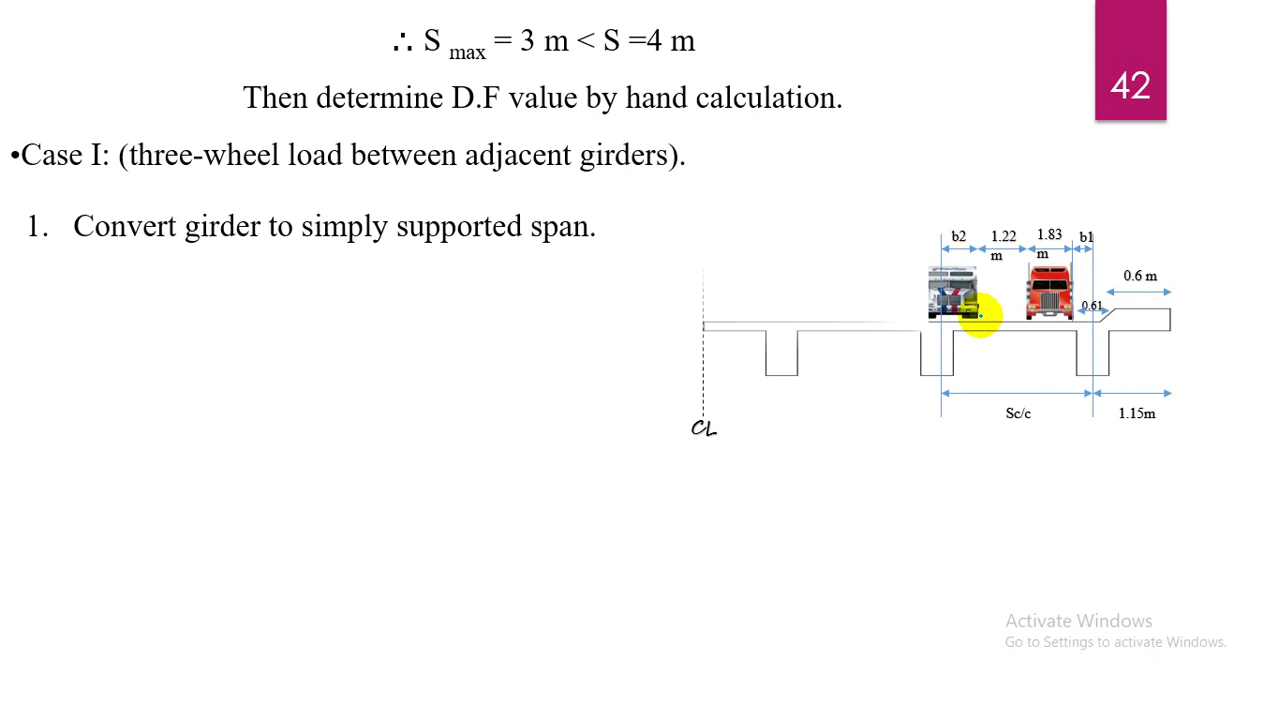 ∴ S max = 3 m < S =4 m
42
Then determine D.F value by hand calculation.
•Case I: (three-wheel load between adjacent girders).
1. Convert girder to simply supported span.
b2
1.22 m
1.83 m
b1
0.6 m
0.61
Sc/c
1.15m
CL
Activate Windows
Go to Settings to activate Windows.